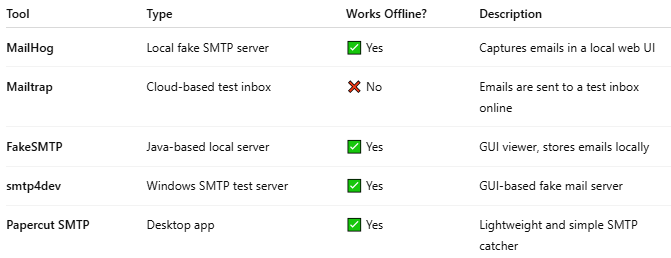 Tool Type Works Offline? Description
MailHog Local fake SMTP server ✅ Yes Captures emails in a local web UI
Mailtrap Cloud-based test inbox ❌ No Emails are sent to a test inbox
online
FakeSMTP Java-based local server ✅ Yes GUI viewer, stores emails locally
smtp4dev Windows SMTP test server ✅ Yes GUI-based fake mail server
Papercut SMTP Desktop app ✅ Yes Lightweight and simple SMTP
catcher